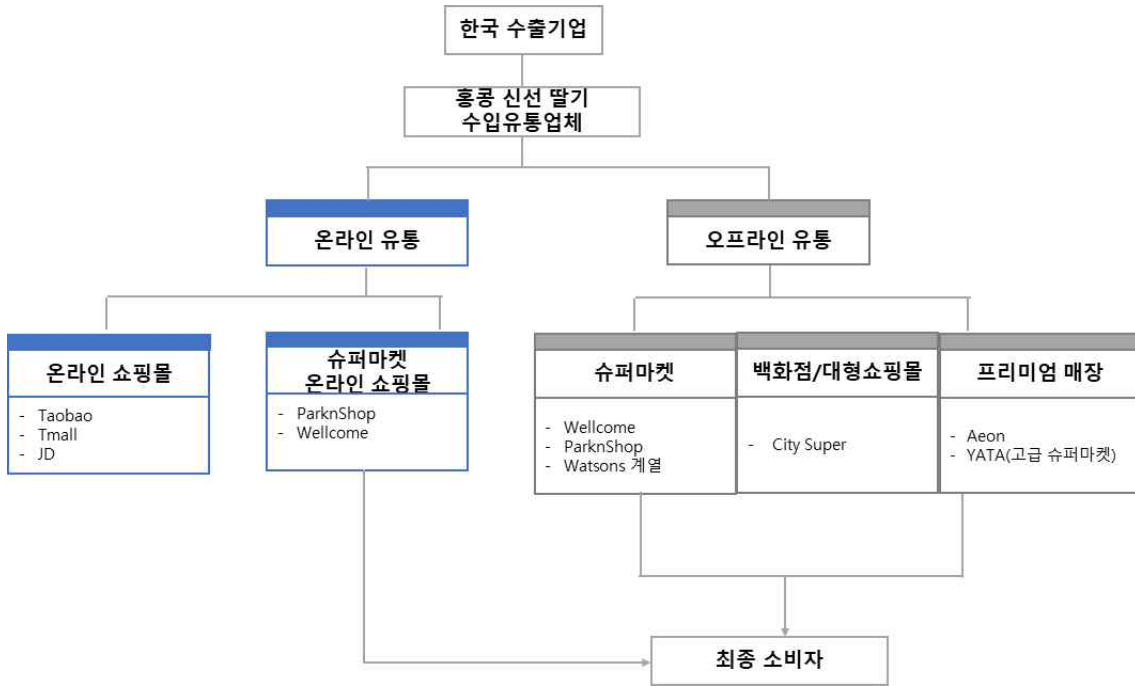 한국 수출기업
홍콩 신선 딸기
수입유통업체
온라인 유통
오프라인 유통
온라인 쇼핑몰
- Taobao
- Tmall
- JD
슈퍼마켓
온라인 쇼핑몰
- ParknShop
- Wellcome
슈퍼마켓
- Wellcome
- ParknShop
- Watsons 계열
백화점/대형쇼핑몰
- City Super
프리미엄 매장
- Aeon
- YATA(고급 슈퍼마켓)
최종 소비자